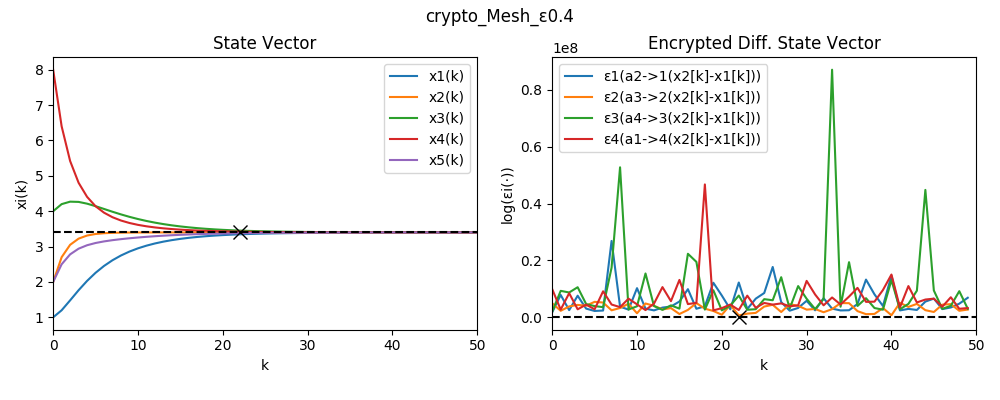 crypto_Mesh_ε0.4
State Vector
xi(k)
8
7
6
5
4
3
2
1
0
10
20
30
40
50
k
x1(k)
x2(k)
x3(k)
x4(k)
x5(k)
Encrypted Diff. State Vector
1e8
log(εi(·))
0.8
0.6
0.4
0.2
0.0
0
10
20
30
40
50
k
ε1(a2->1(x2[k]-x1[k]))
ε2(a3->2(x2[k]-x1[k]))
ε3(a4->3(x2[k]-x1[k]))
ε4(a1->4(x2[k]-x1[k]))